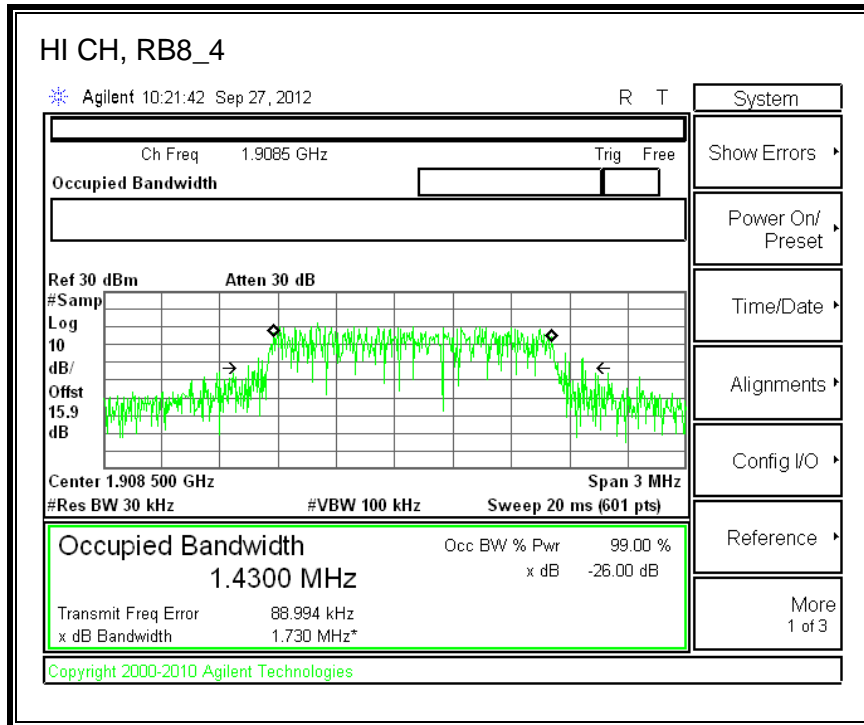 HI CH, RB8_4
Agilent 10:21:42 Sep 27, 2012 R T
System
Ch Freq 1.9085 GHz Trig Free
Occupied Bandwidth
Show Errors
Power On/
Preset
Time/Date
Alignments
Config I/O
Reference
More
1 of 3
Ref 30 dBm Atten 30 dB
#Samp
Log
10
dB/
Offst
15.9
dB
Center 1.908 500 GHz Span 3 MHz
#Res BW 30 kHz #VBW 100 kHz Sweep 20 ms (601 pts)
Occupied Bandwidth Occ BW % Pwr 99.00 %
1.4300 MHz x dB -26.00 dB
Transmit Freq Error 88.994 kHz
x dB Bandwidth 1.730 MHz*
Copyright 2000-2010 Agilent Technologies